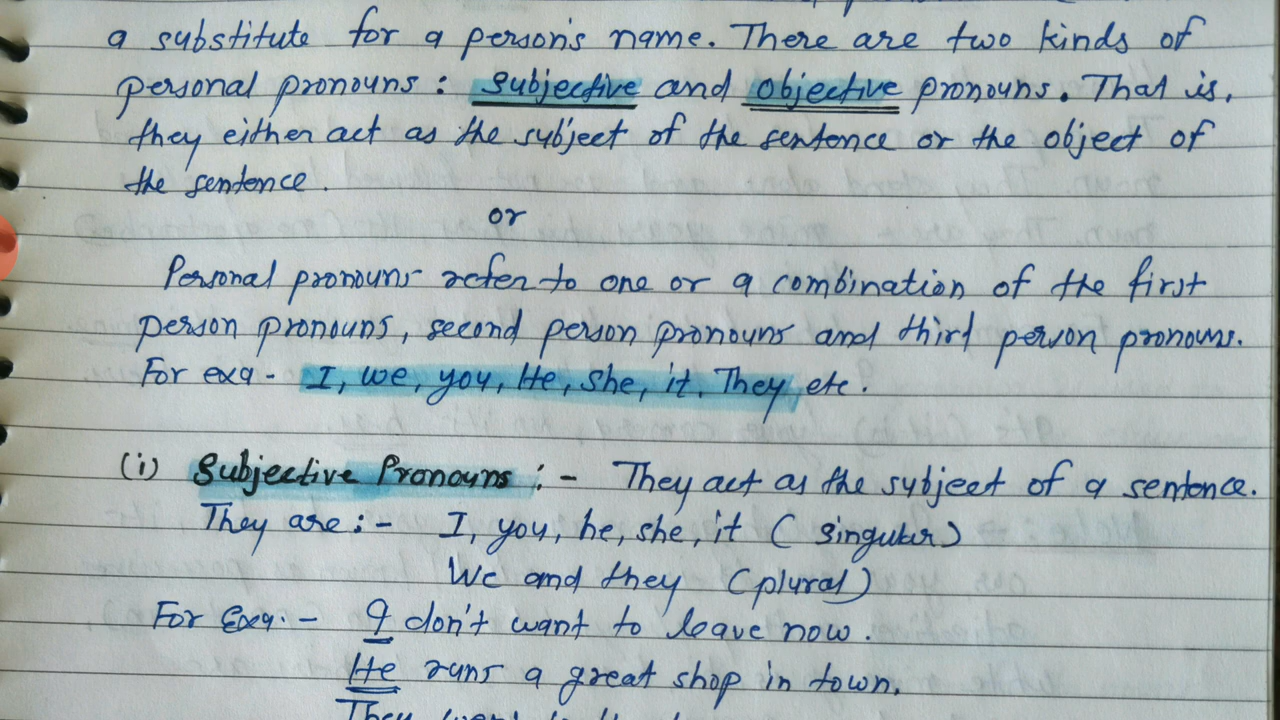 a substitute for a person's name. There are two kinds of
personal pronouns : Subjective and objective pronouns. That is,
they either act as the subject of the sentence or the object of
the sentence.
or
Personal pronouns refer to one or a combination of the first
person pronouns, second person pronouns and third person pronouns.
For exa - I, we, you, He, She, it, They etc.
(i) Subjective Pronouns :- They act as the subject of a sentence.
They are :- I, you, he, she, it (singular)
We and they (plural)
For Exa. - I don't want to leave now.
He runs a great shop in town.
They want to